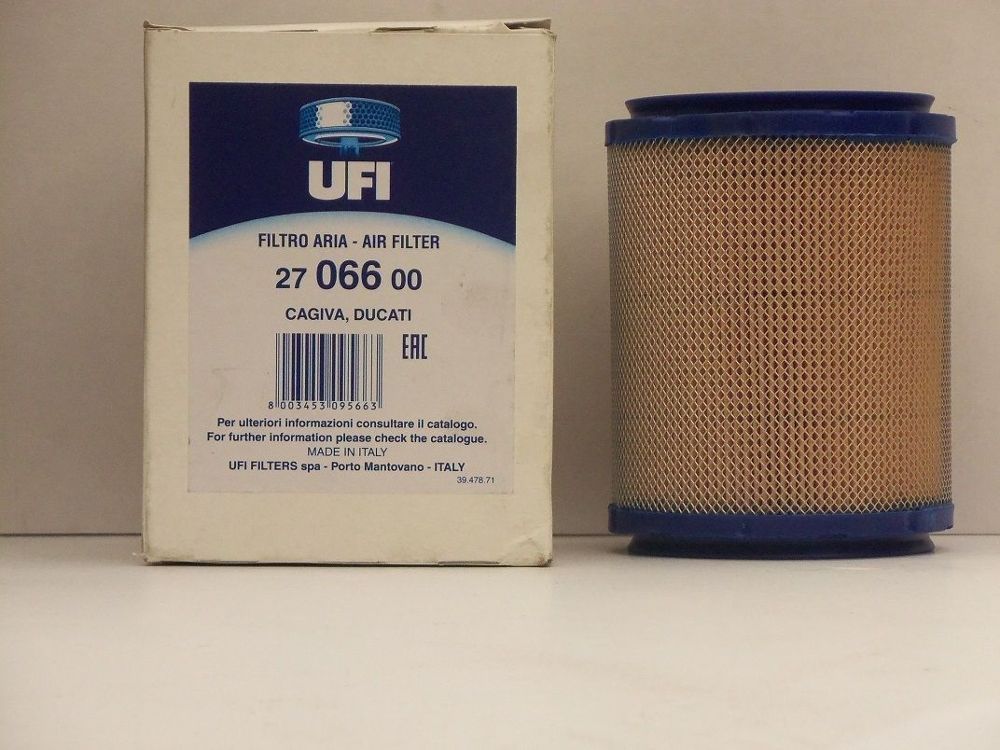 UFI
FILTRO ARIA - AIR FILTER
27 066 00
CAGIVA, DUCATI
EAC
8 003453 095663
Per ulteriori informazioni consultare il catalogo.
For further information please check the catalogue.
MADE IN ITALY
UFI FILTERS spa - Porto Mantovano - ITALY
39.478.71